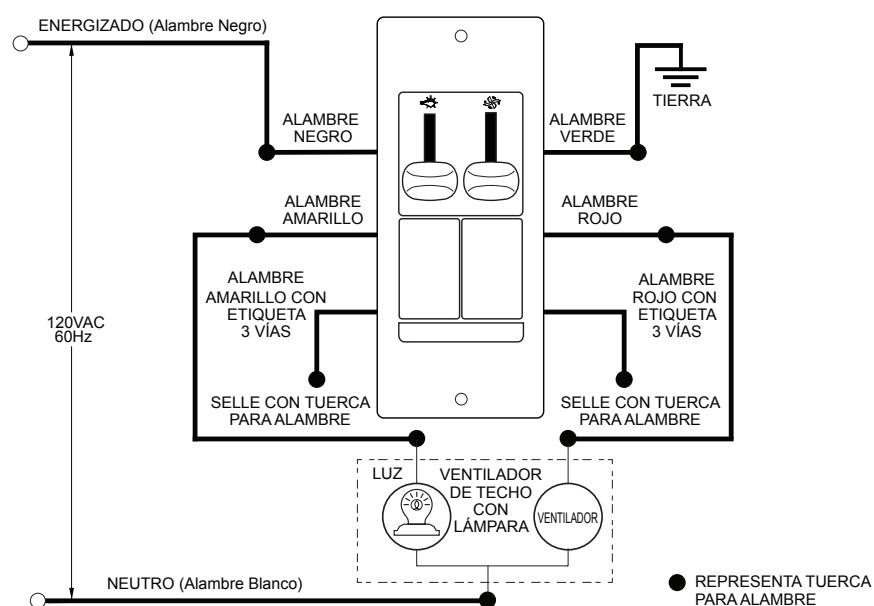 ENERGIZADO (Alambre Negro)
ALAMBRE
NEGRO
ALAMBRE
VERDE
TIERRA
ALAMBRE
AMARILLO
ALAMBRE
ROJO
ALAMBRE
AMARILLO CON
ETIQUETA
3 VÍAS
ALAMBRE
ROJO CON
ETIQUETA
3 VÍAS
120VAC
60Hz
SELLE CON TUERCA
PARA ALAMBRE
SELLE CON TUERCA
PARA ALAMBRE
LUZ
VENTILADOR
DE TECHO
CON
LÁMPARA
VENTILADOR
NEUTRO (Alambre Blanco)
REPRESENTA TUERCA
PARA ALAMBRE